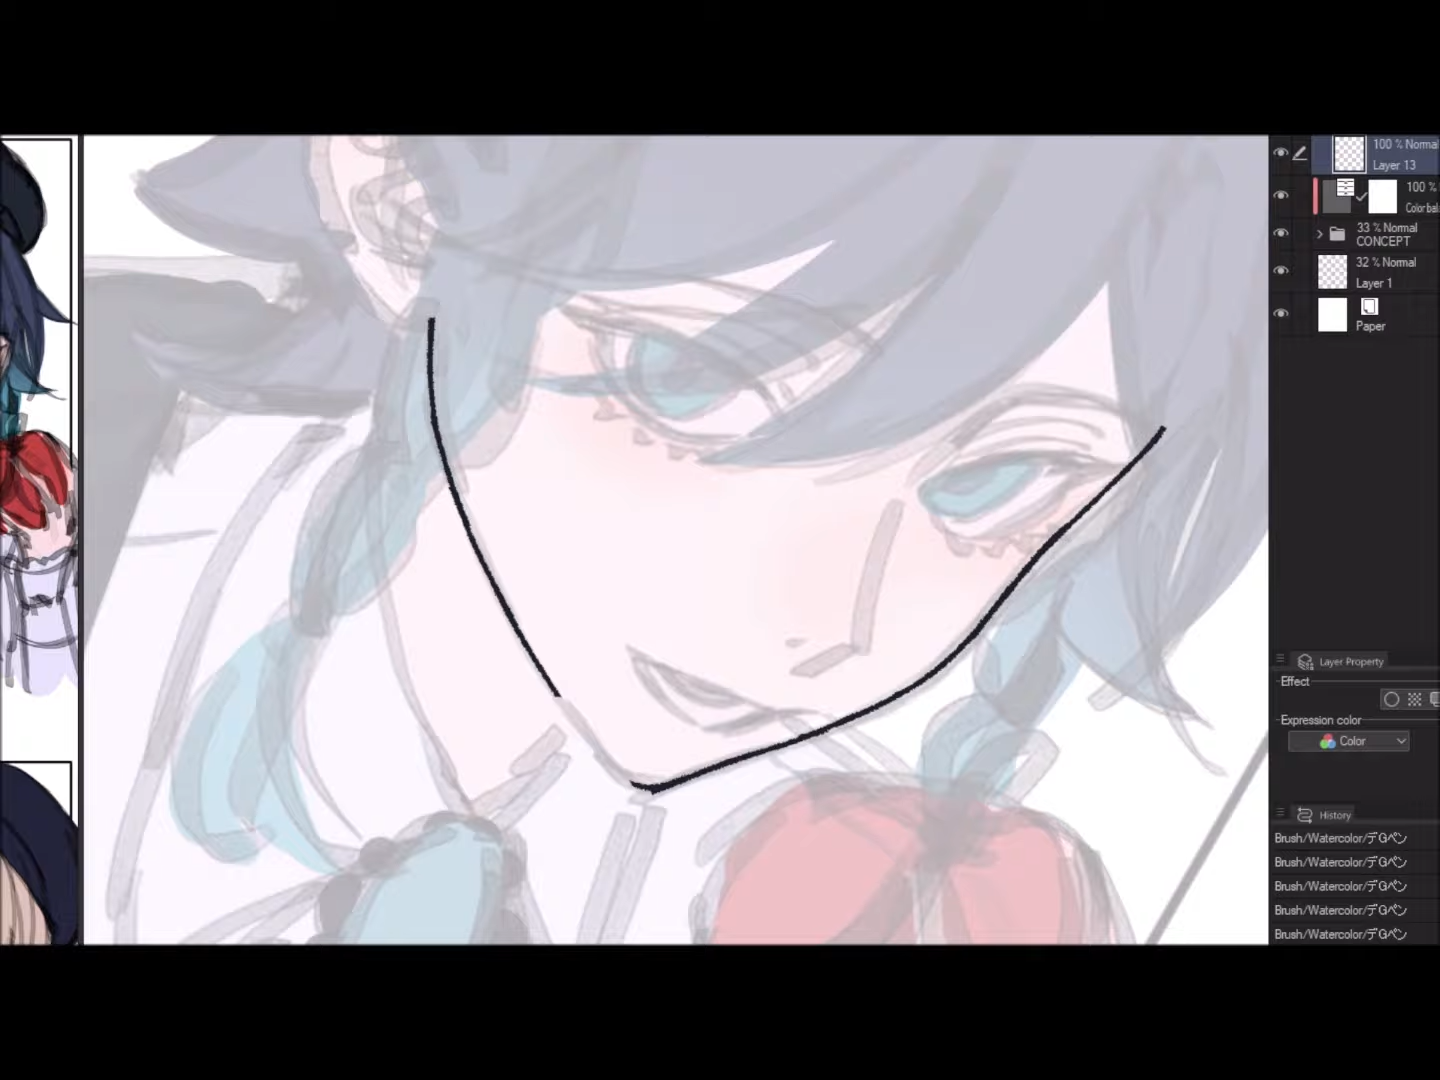 100 % Normal
Layer 13
100 %
Color bal
33 % Normal
CONCEPT
32 % Normal
Layer 1
Paper
Layer Property
Effect
Expression color
Color
History
Brush/Watercolor/デGペン
Brush/Watercolor/デGペン
Brush/Watercolor/デGペン
Brush/Watercolor/デGペン
Brush/Watercolor/デGペン